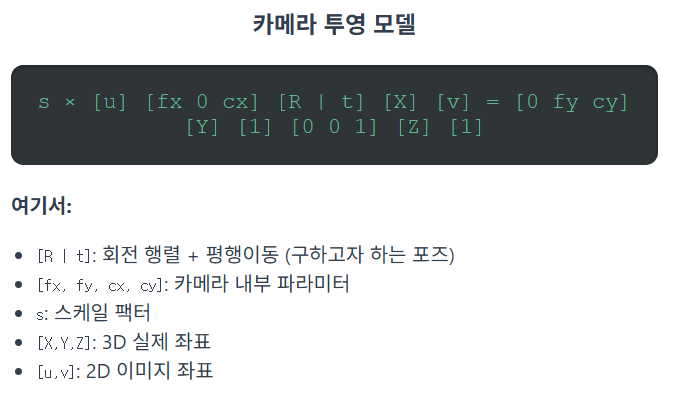 카메라 투영 모델
s × [u] [fx 0 cx] [R | t] [X] [v] = [0 fy cy]
[Y] [1] [0 0 1] [Z] [1]
여기서:
• [R | t]: 회전 행렬 + 평행이동 (구하고자 하는 포즈)
• [fx, fy, cx, cy]: 카메라 내부 파라미터
• s: 스케일 팩터
• [X,Y,Z]: 3D 실제 좌표
• [u,v]: 2D 이미지 좌표